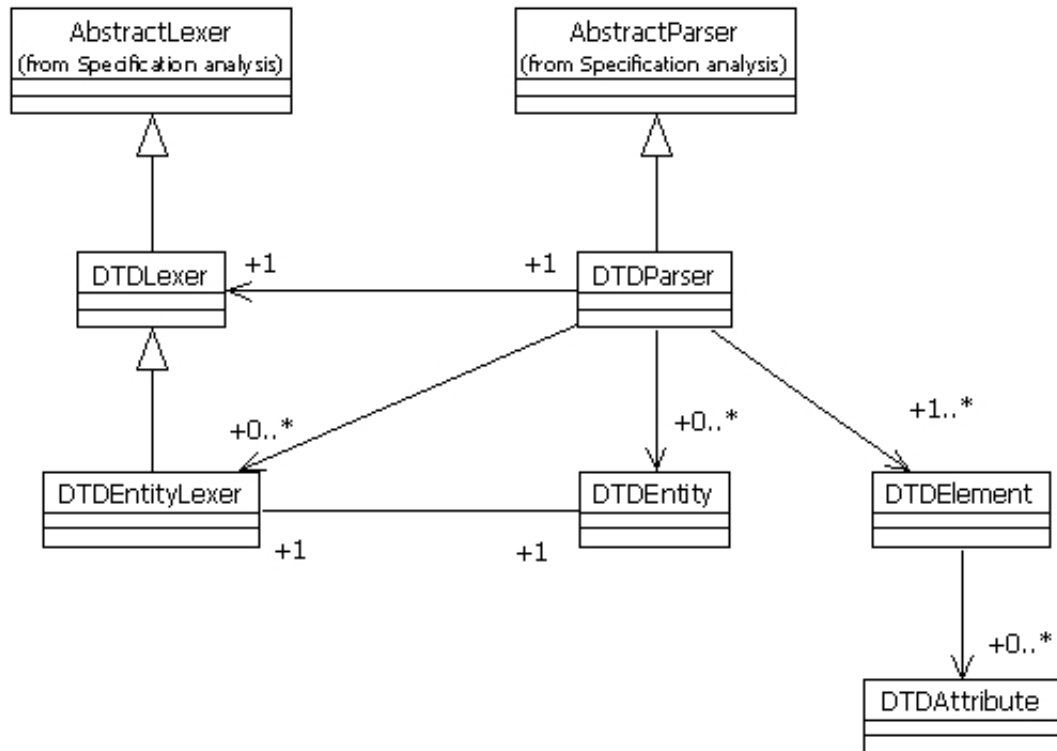 AbstractLexer
(from Specification analysis)
AbstractParser
(from Specification analysis)
DTDLexer
+1
+1
DTDParser
+0..*
+0..*
+1..*
DTDEntityLexer
DTDEntity
DTDElement
+1
+1
+0..*
DTDAttribute